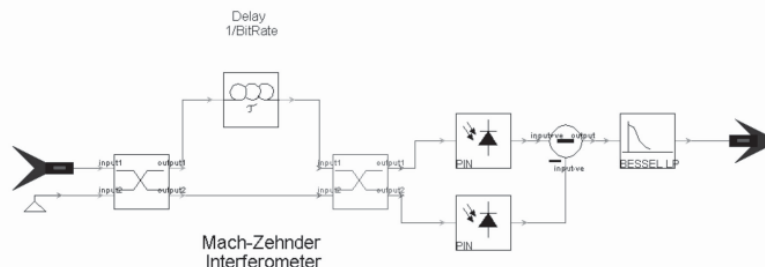 Delay
1/BitRate
τ
input1 output1
input2 output2
input1 output1
input2 output2
PIN
PIN
input+ve output
input-ve
BESSEL LP
Mach-Zehnder
Interferometer